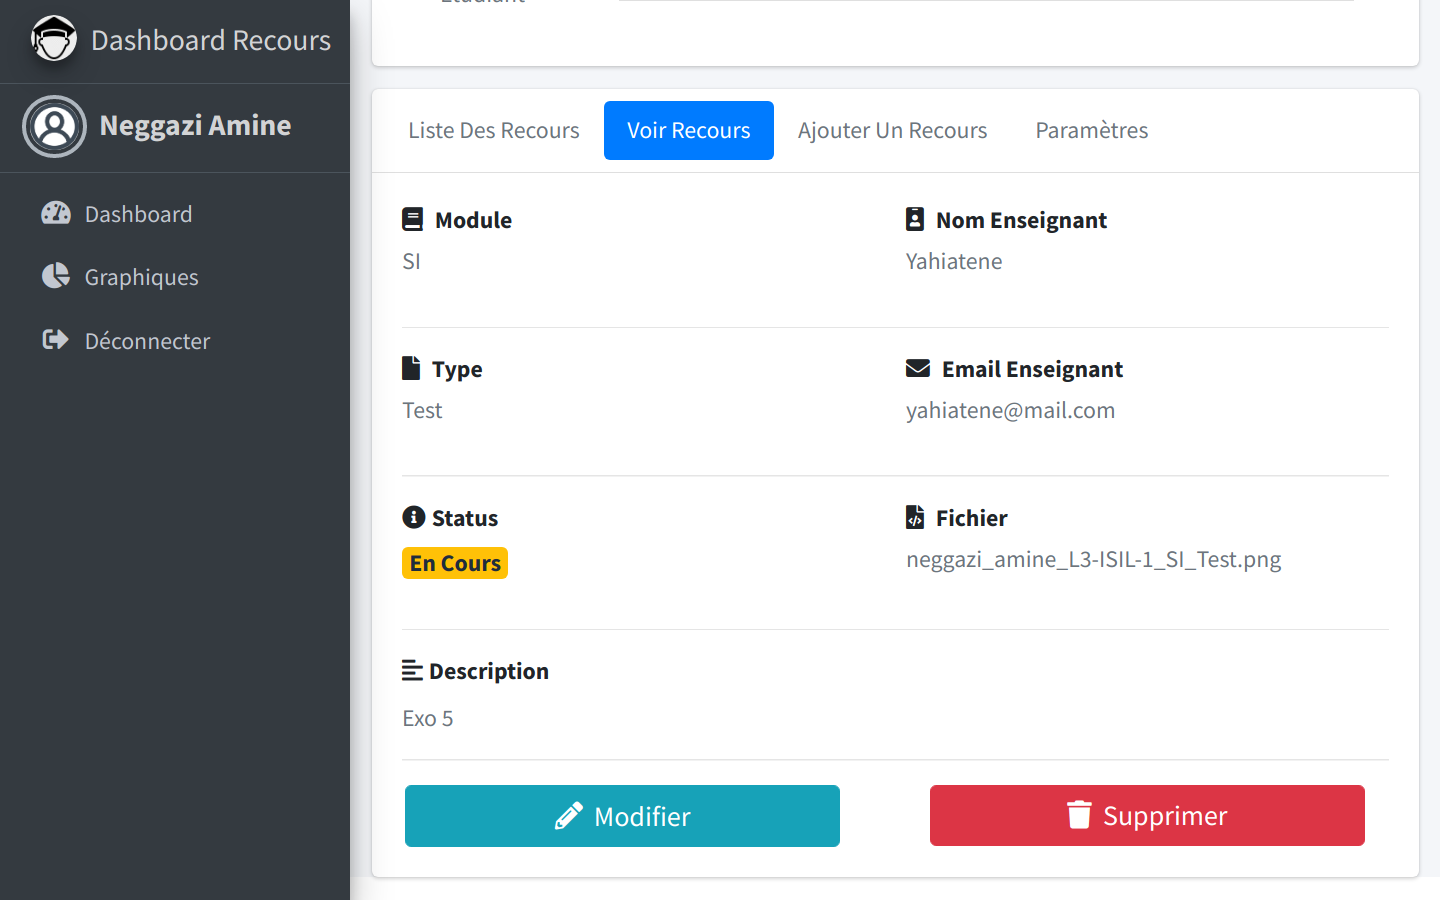 Dashboard Recours
Neggazi Amine
Dashboard
Graphiques
Déconnecter
Liste Des Recours
Voir Recours
Ajouter Un Recours
Paramètres
Module
SI
Nom Enseignant
Yahiatene
Type
Test
Email Enseignant
yahiatene@mail.com
Status
En Cours
Fichier
neggazi_amine_L3-ISIL-1_SI_Test.png
Description
Exo 5
Modifier
Supprimer